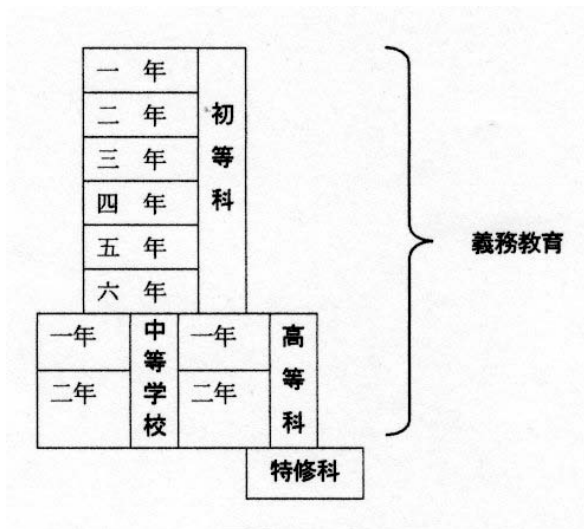 一年
二年
三年
四年
五年
六年
初等科
義務教育
一年
二年
中等学校
一年
二年
高等科
特修科